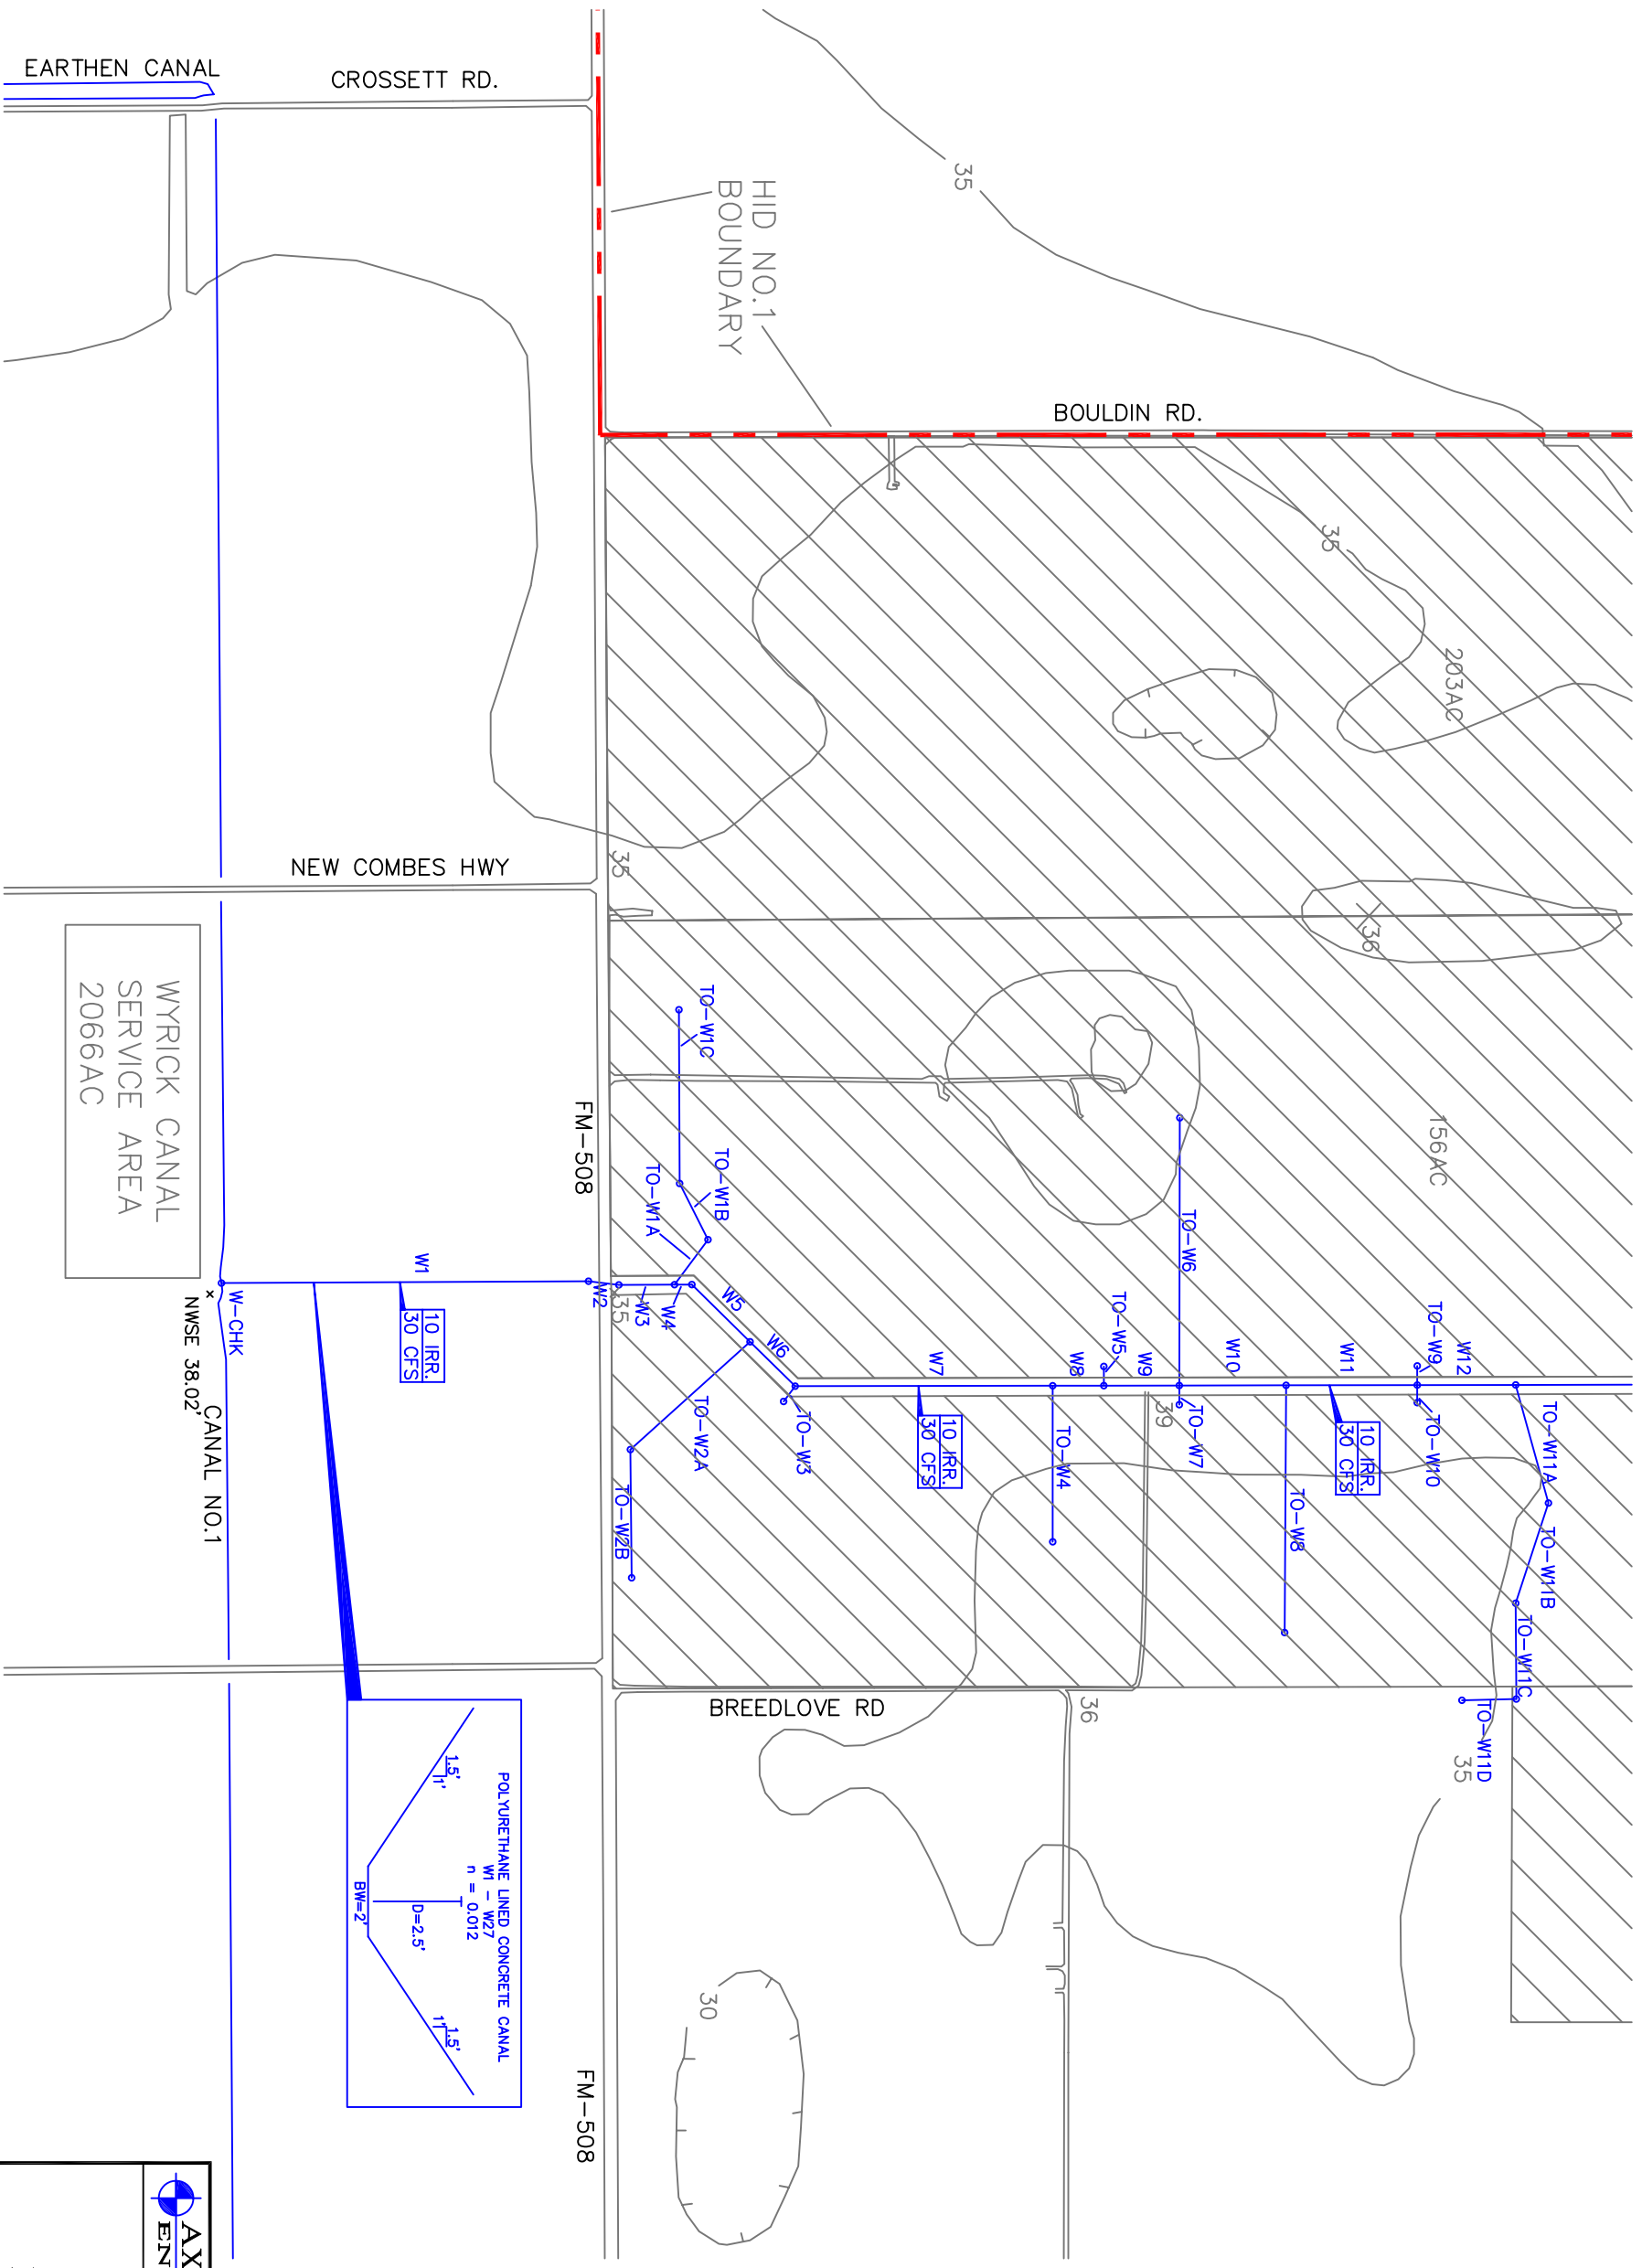 EARTHEN CANAL
CROSSETT RD.
35
HID NO.1
BOUNDARY
BOULDIN RD.
35
203AC
NEW COMBES HWY
35
36
WYRICK CANAL
SERVICE AREA
2066AC
TO-W1C
FM-508
TO-W1B
TO-W1A
156AC
TO-W6
W1
W-CHK
NWSE 38.02'
CANAL NO.1
10 IRR.
30 CFS
W2
35
W3
W4
W5
W6
TO-W2A
TO-W2B
TO-W3
W7
10 IRR.
30 CFS
W8
TO-W5
W9
TO-W4
39
TO-W7
W10
TO-W8
W11
10 IRR.
30 CFS
TO-W9
TO-W10
W12
TO-W11A
TO-W11B
TO-W11C
TO-W11D
35
36
BREEDLOVE RD
POLYURETHANE LINED CONCRETE CANAL
W1 - W27
n = 0.012
1.5'
1'
D=2.5'
BW=2'
1'
1.5'
30
FM-508
AX
EN